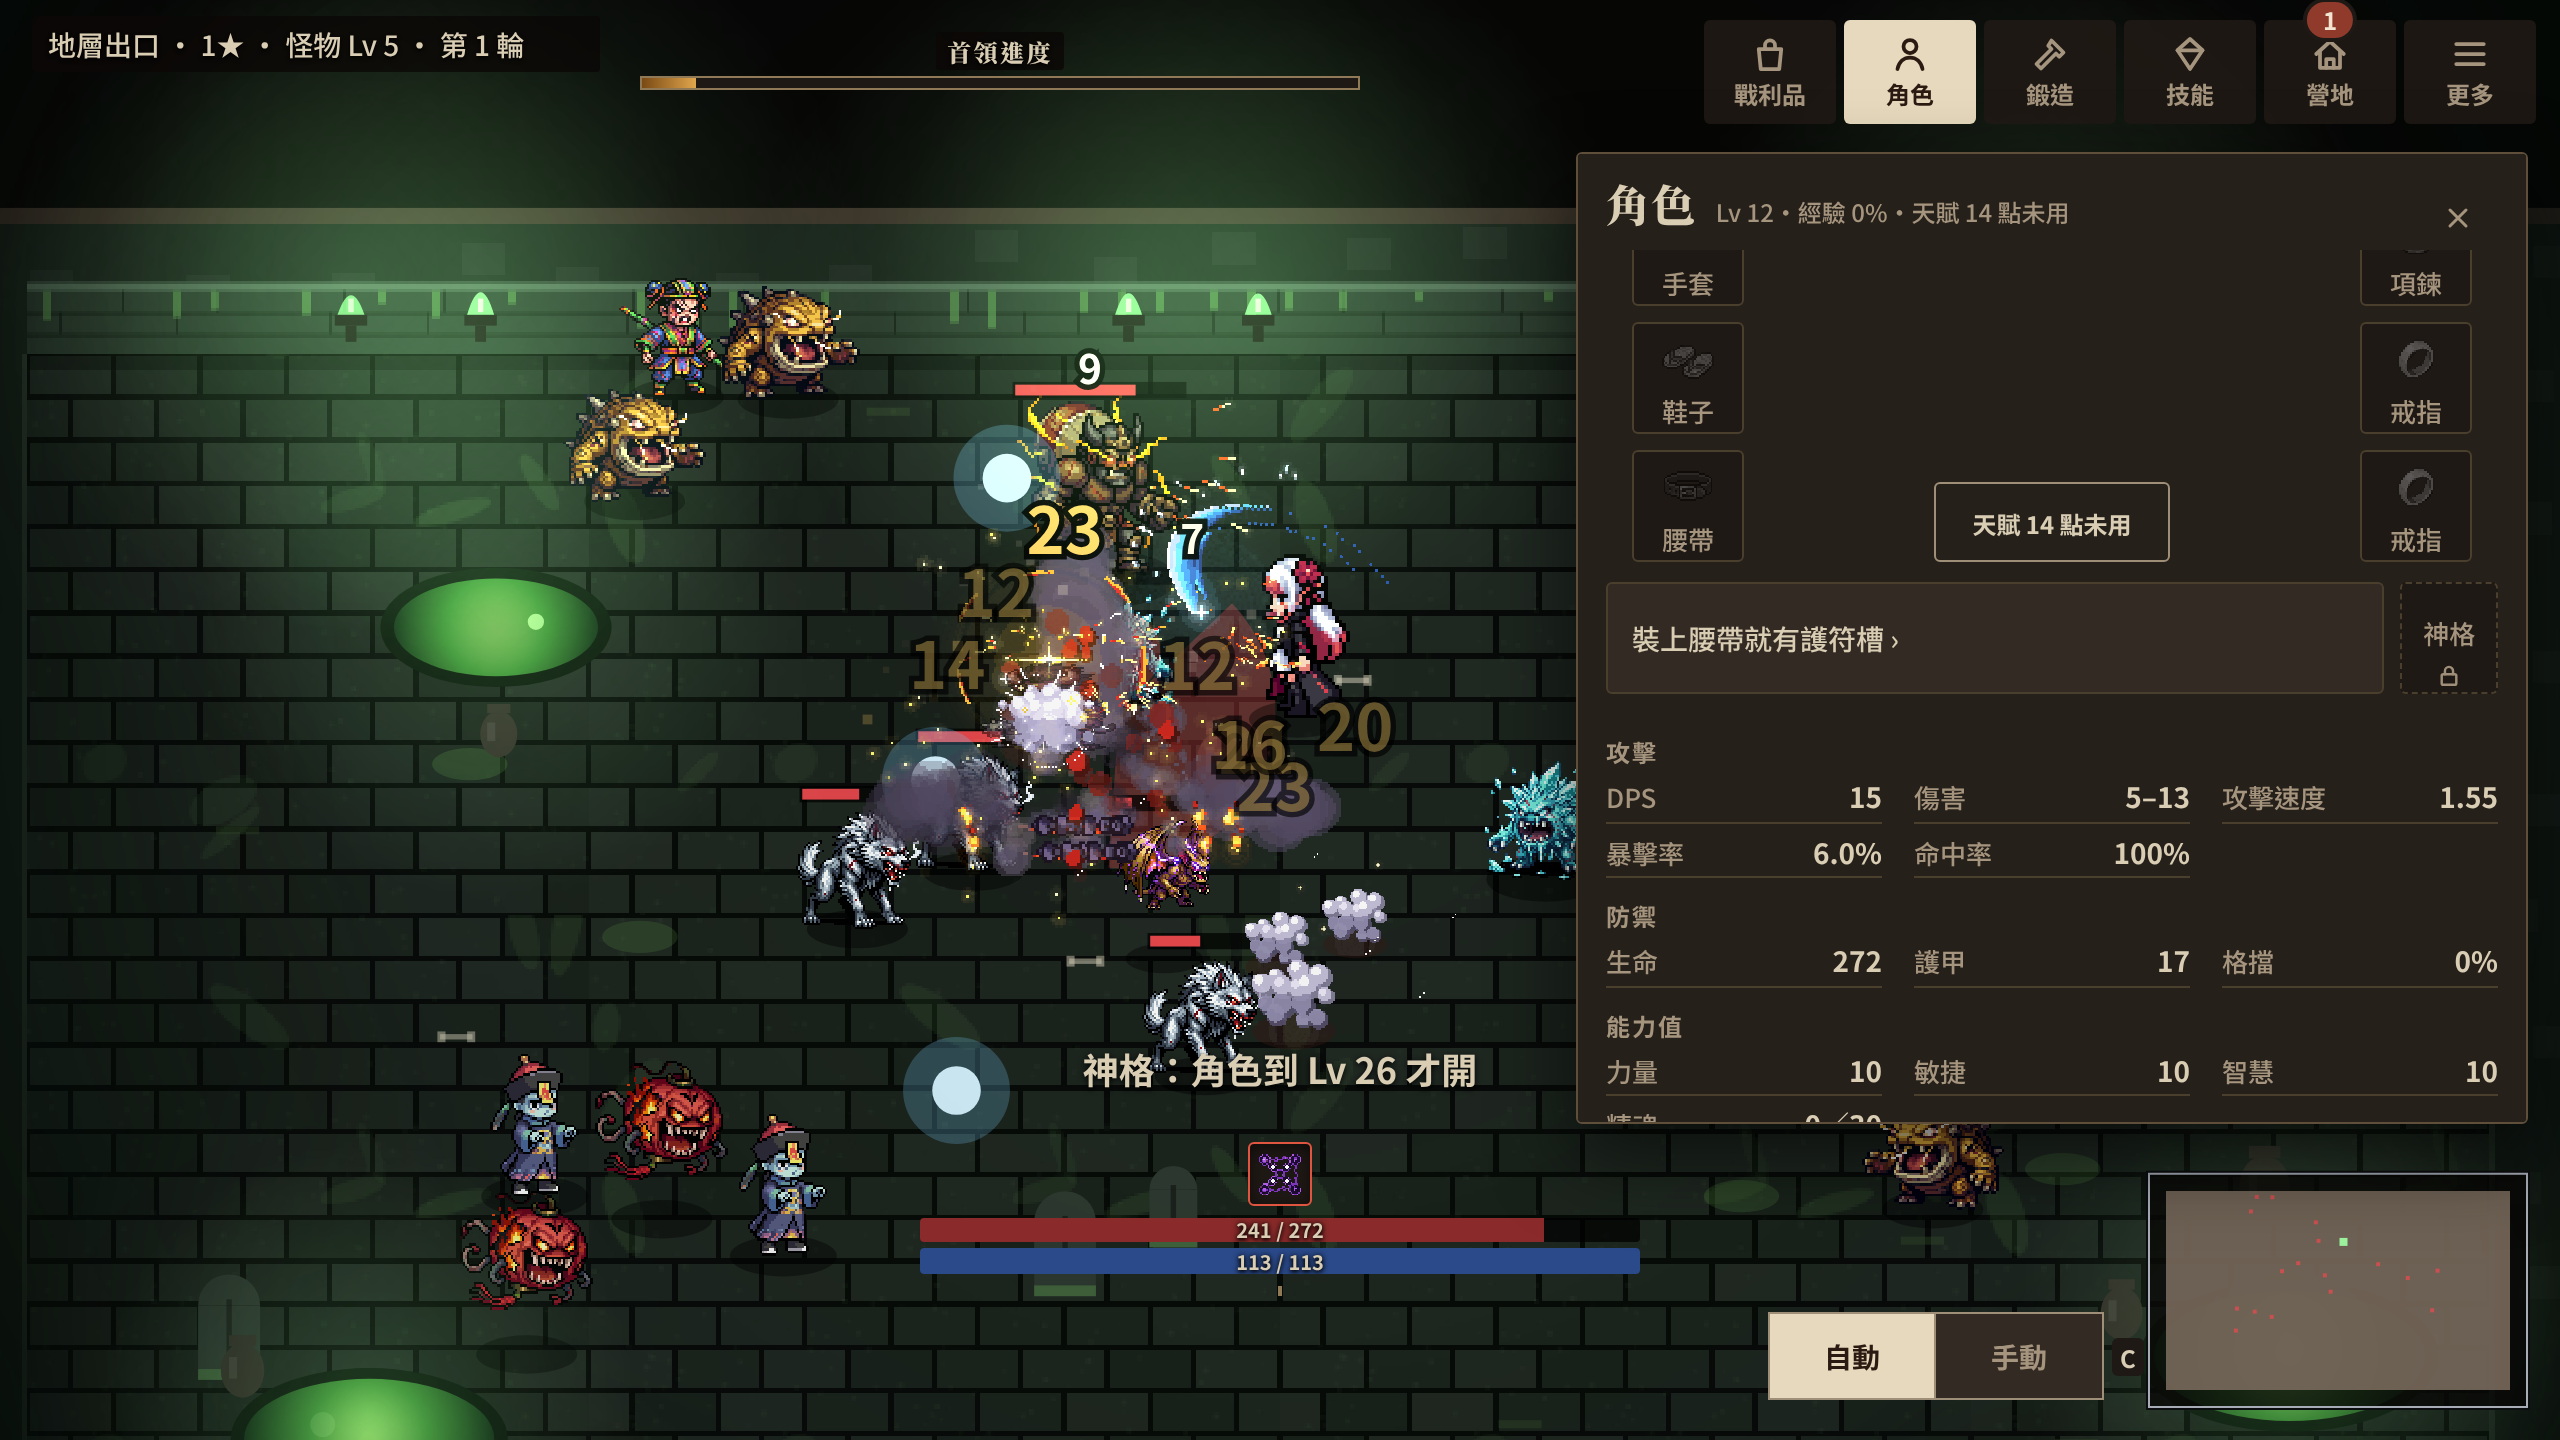 地層出口 · 1★ · 怪物 Lv 5 · 第 1 輪
首領進度
戰利品
角色
鍛造
技能
1
營地
更多
角色 Lv 12・經驗 0%・天賦 14 點未用
手套
項鍊
鞋子
戒指
腰帶
天賦 14 點未用
戒指
裝上腰帶就有護符槽 ›
神格
攻擊
DPS 15 傷害 5–13 攻擊速度 1.55
暴擊率 6.0% 命中率 100%
防禦
生命 272 護甲 17 格擋 0%
能力值
力量 10 敏捷 10 智慧 10
9
23
7
12
14
12
16
20
23
神格：角色到 Lv 26 才開
241 / 272
113 / 113
自動
手動
C